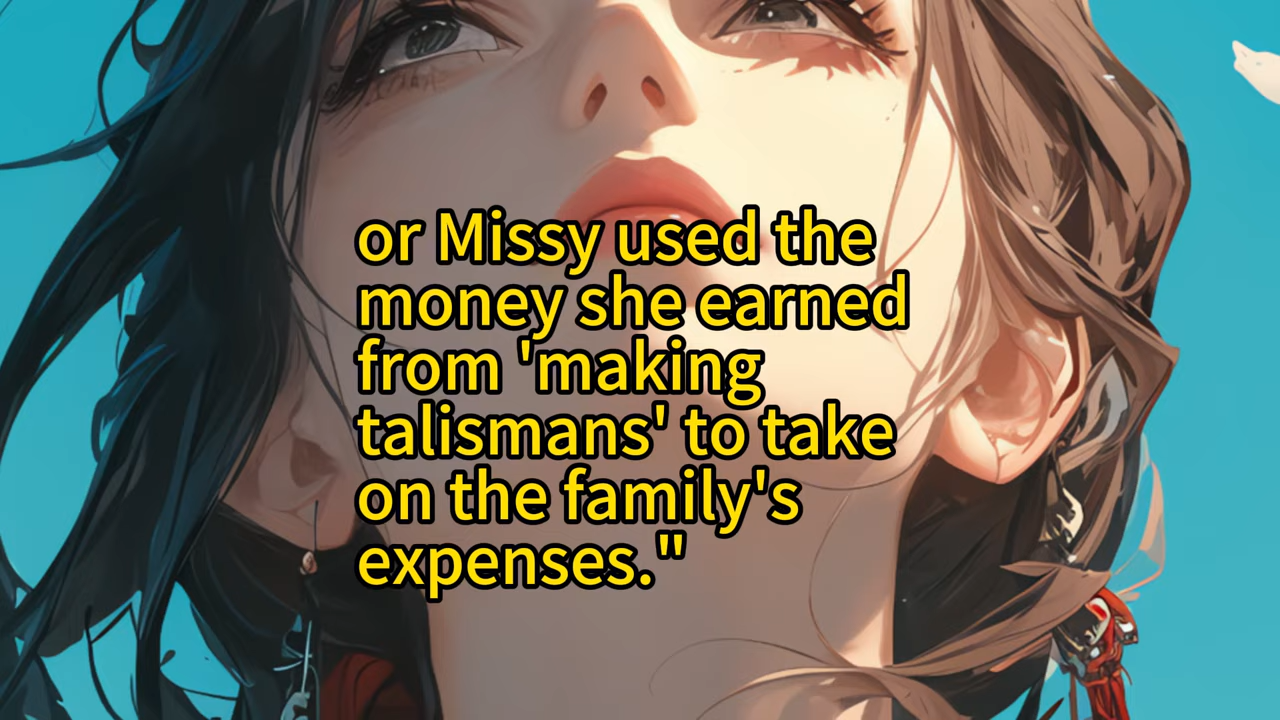 or Missy used the
money she earned
from 'making
talismans' to take
on the family's
expenses."